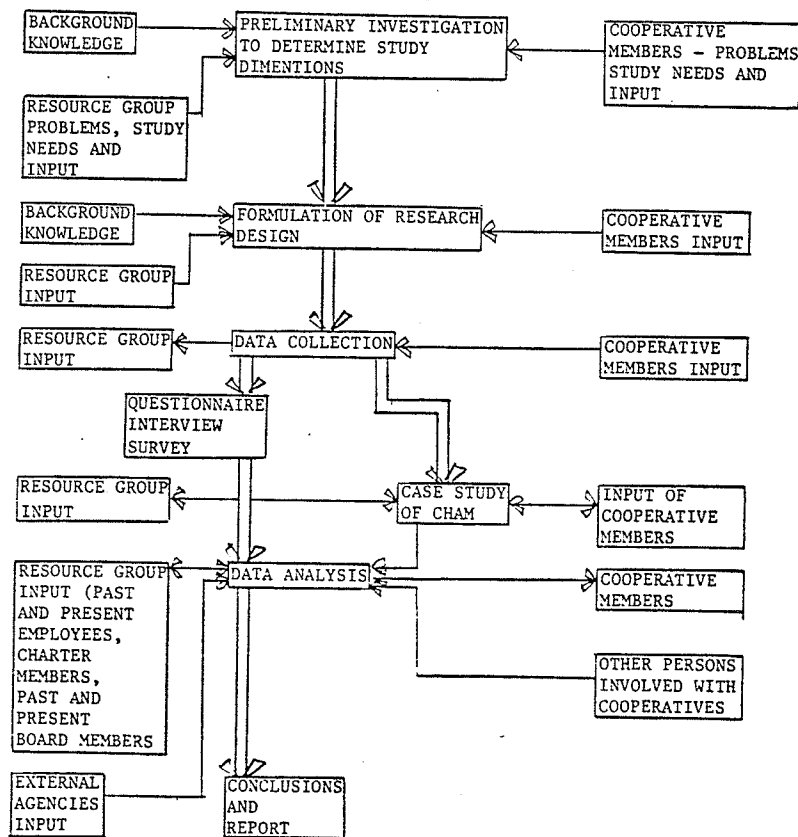 BACKGROUND
KNOWLEDGE
PRELIMINARY INVESTIGATION
TO DETERMINE STUDY
DIMENTIONS
COOPERATIVE
MEMBERS – PROBLEMS
STUDY NEEDS AND
INPUT
RESOURCE GROUP
PROBLEMS, STUDY
NEEDS AND
INPUT
BACKGROUND
KNOWLEDGE
FORMULATION OF RESEARCH
DESIGN
COOPERATIVE
MEMBERS INPUT
RESOURCE GROUP
INPUT
RESOURCE GROUP
INPUT
DATA COLLECTION
COOPERATIVE
MEMBERS INPUT
QUESTIONNAIRE
INTERVIEW
SURVEY
RESOURCE GROUP
INPUT
CASE STUDY
OF CHAM
INPUT OF
COOPERATIVE
MEMBERS
RESOURCE GROUP
INPUT (PAST
AND PRESENT
EMPLOYEES,
CHARTER
MEMBERS,
PAST AND
PRESENT
BOARD MEMBERS
DATA ANALYSIS
COOPERATIVE
MEMBERS
OTHER PERSONS
INVOLVED WITH
COOPERATIVES
EXTERNAL
AGENCIES
INPUT
CONCLUSIONS
AND
REPORT